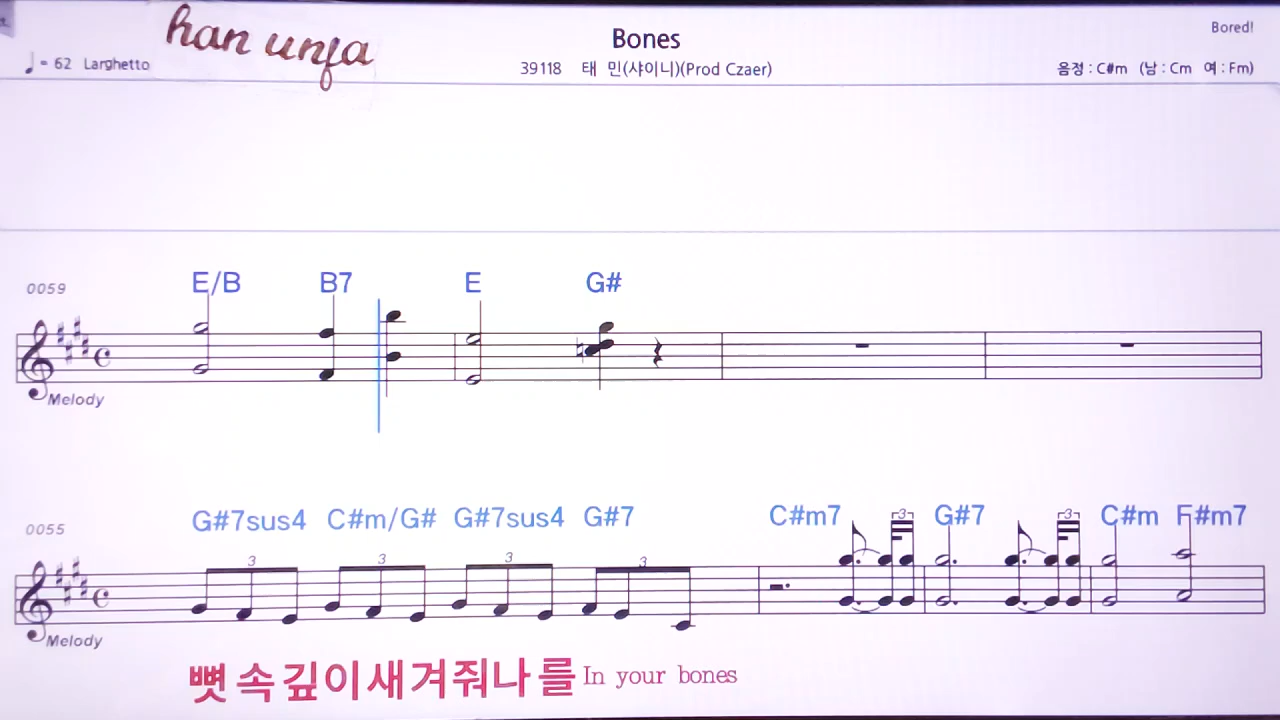 han unfa
Bones
Bored!
♩= 62 Larghetto
39118 태 민(샤이니)(Prod Czaer)
음정 : C#m (남 : Cm 여 : Fm)
0059
E/B B7 E G#
Melody
0055
G#7sus4 C#m/G# G#7sus4 G#7 C#m7 G#7 C#m F#m7
3 3 3 3 3 3
Melody
뼛 속 깊이새겨줘나 를 In your bones